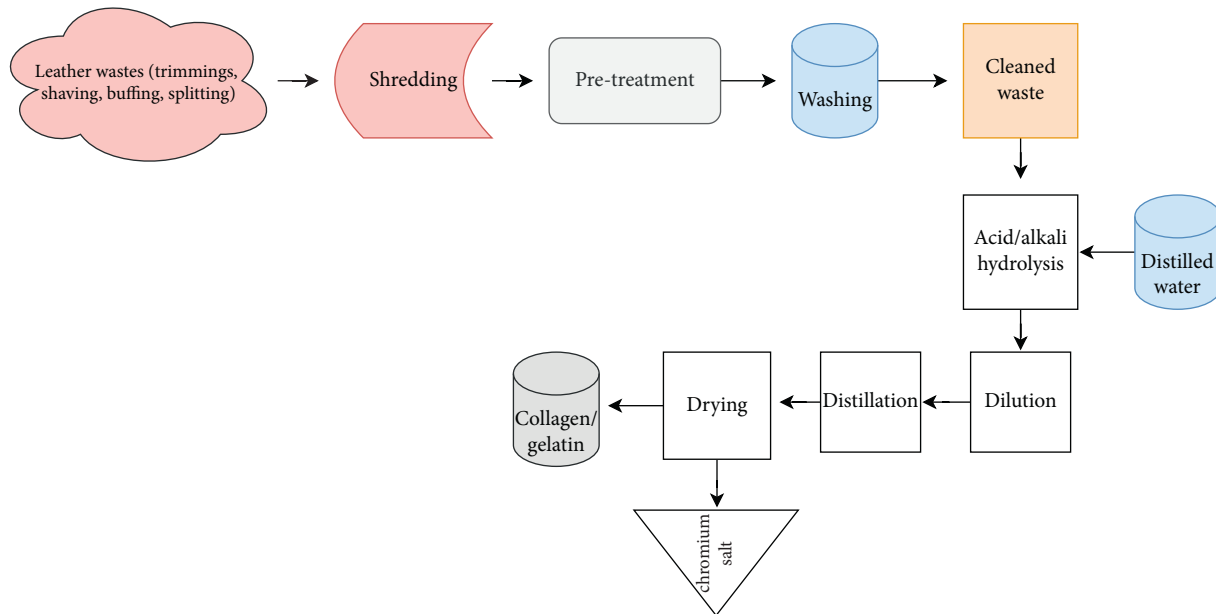 Leather wastes (trimmings,
shaving, buffing, splitting)
Shredding
Pre-treatment
Washing
Cleaned
waste
Acid/alkali
hydrolysis
Distilled
water
Collagen/
gelatin
Drying
Distillation
Dilution
chromium
salt